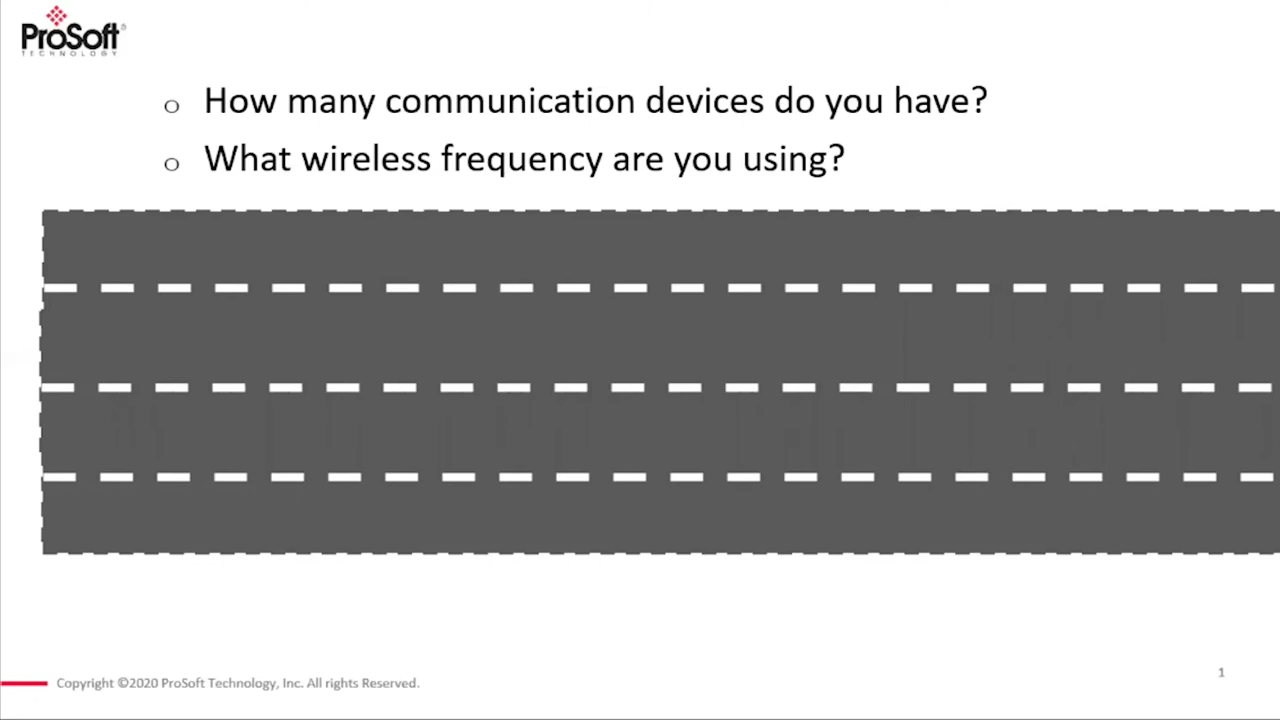 ProSoft®
TECHNOLOGY
o How many communication devices do you have?
o What wireless frequency are you using?
Copyright ©2020 ProSoft Technology, Inc. All rights Reserved.
1